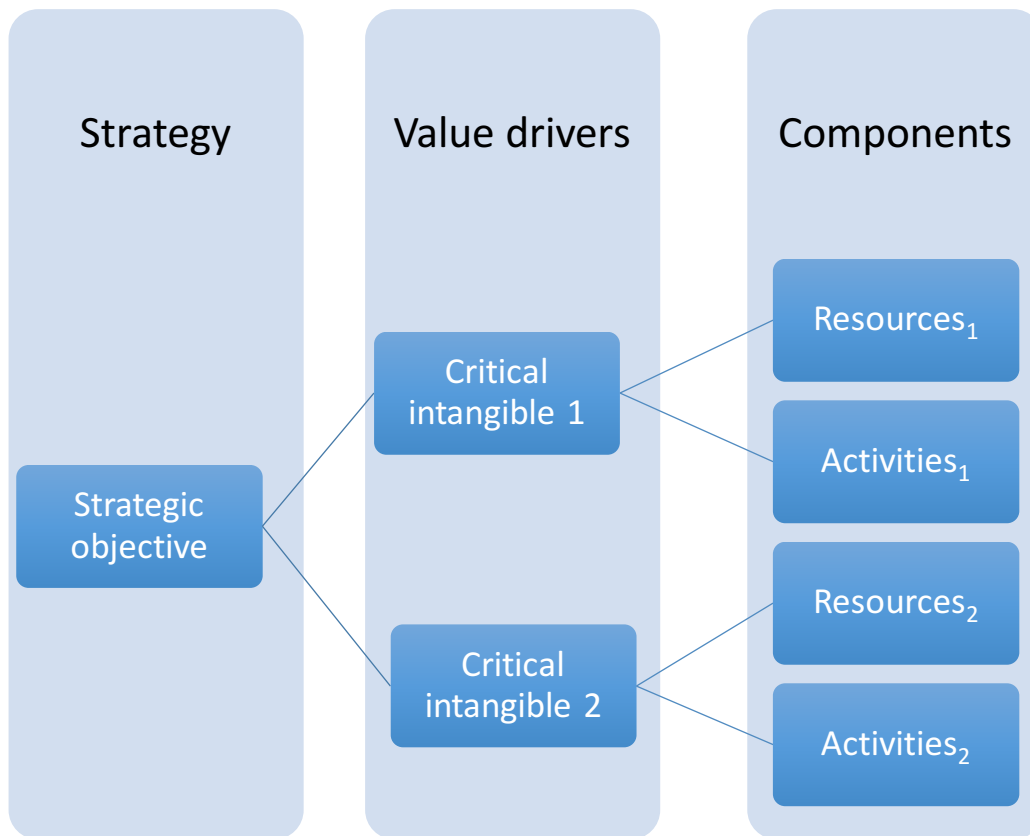 Strategy
Value drivers
Components
Strategic
objective
Critical
intangible 1
Critical
intangible 2
Resources₁
Activities₁
Resources₂
Activities₂